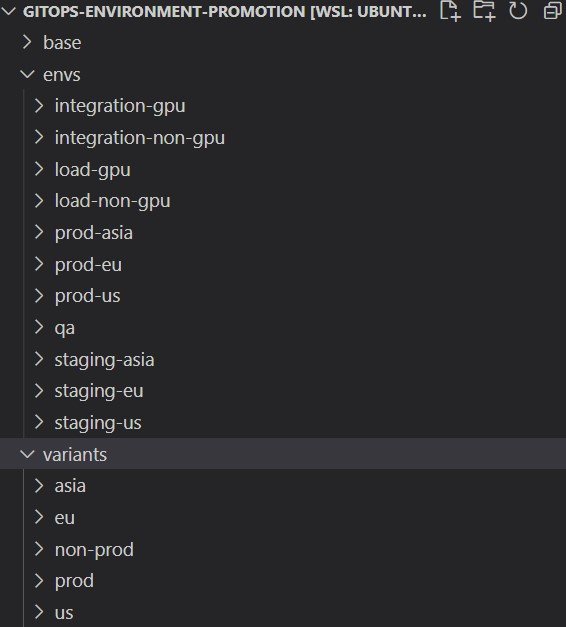 GITOPS-ENVIRONMENT-PROMOTION [WSL: UBUNT...
base
envs
integration-gpu
integration-non-gpu
load-gpu
load-non-gpu
prod-asia
prod-eu
prod-us
qa
staging-asia
staging-eu
staging-us
variants
asia
eu
non-prod
prod
us